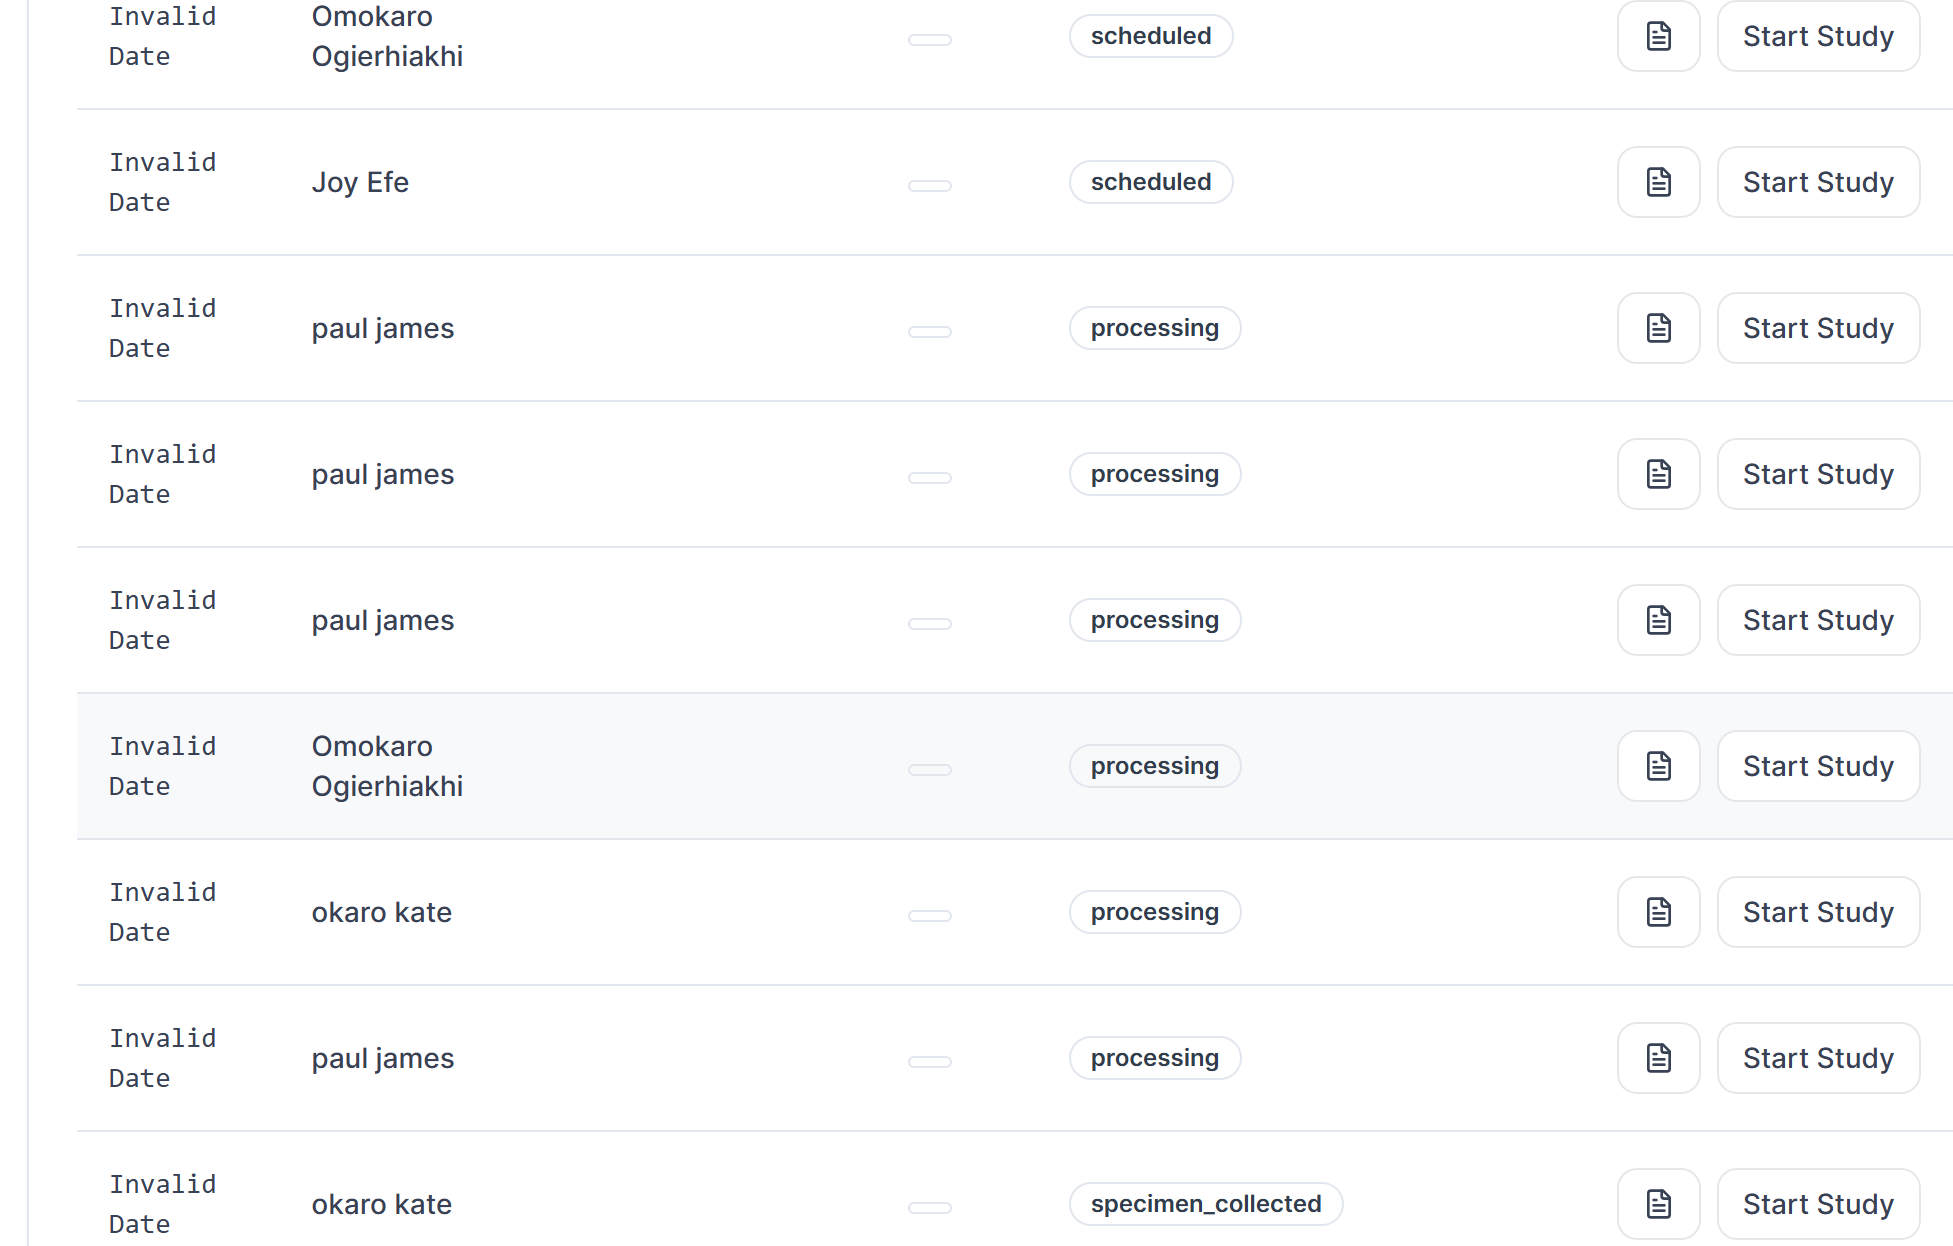 Invalid Date
Omokaro Ogierhiakhi
scheduled
Start Study
Invalid Date
Joy Efe
scheduled
Start Study
Invalid Date
paul james
processing
Start Study
Invalid Date
paul james
processing
Start Study
Invalid Date
paul james
processing
Start Study
Invalid Date
Omokaro Ogierhiakhi
processing
Start Study
Invalid Date
okaro kate
processing
Start Study
Invalid Date
paul james
processing
Start Study
Invalid Date
okaro kate
specimen_collected
Start Study